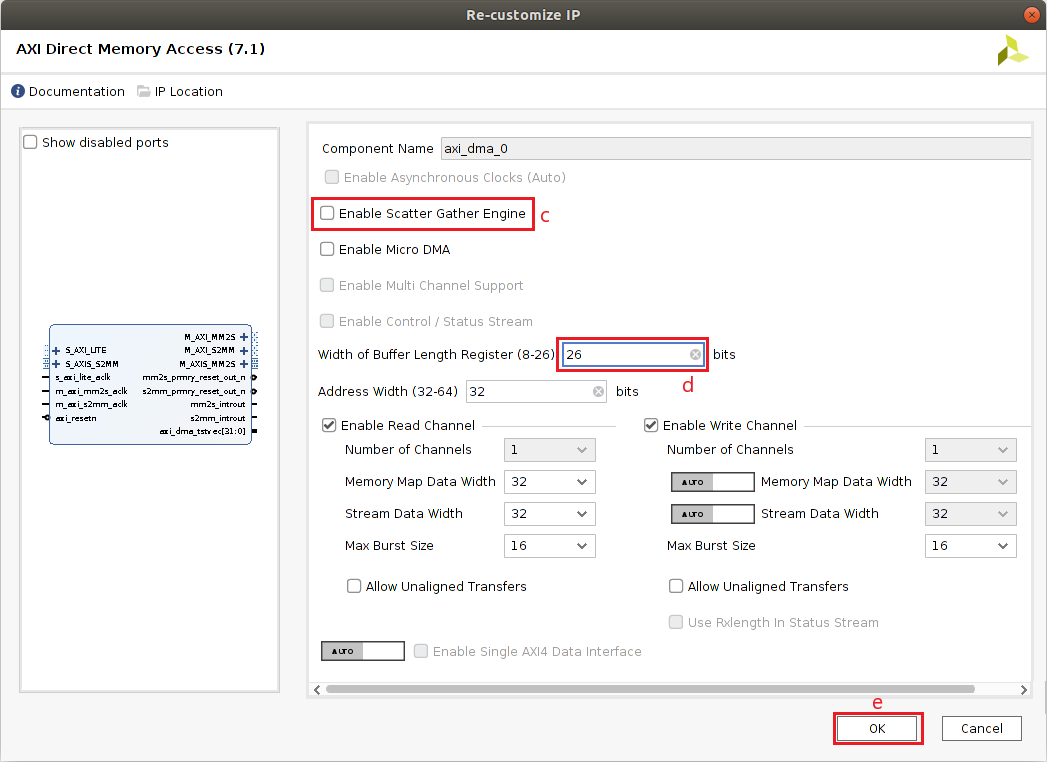 Re-customize IP
AXI Direct Memory Access (7.1)
Documentation IP Location
Show disabled ports
M_AXI_MM2S
S_AXI_LITE M_AXI_S2MM
S_AXIS_S2MM M_AXIS_MM2S
s_axi_lite_aclk mm2s_prmry_reset_out_n
m_axi_mm2s_aclk s2mm_prmry_reset_out_n
m_axi_s2mm_aclk mm2s_introut
axi_resetn s2mm_introut
axi_dma_tstvec[31:0]
Component Name axi_dma_0
Enable Asynchronous Clocks (Auto)
Enable Scatter Gather Engine c
Enable Micro DMA
Enable Multi Channel Support
Enable Control / Status Stream
Width of Buffer Length Register (8-26) 26 bits
d
Address Width (32-64) 32 bits
Enable Read Channel Enable Write Channel
Number of Channels 1 Number of Channels 1
Memory Map Data Width 32 AUTO Memory Map Data Width 32
Stream Data Width 32 AUTO Stream Data Width 32
Max Burst Size 16 Max Burst Size 16
Allow Unaligned Transfers Allow Unaligned Transfers
Use Rxlength In Status Stream
AUTO Enable Single AXI4 Data Interface
e
OK Cancel